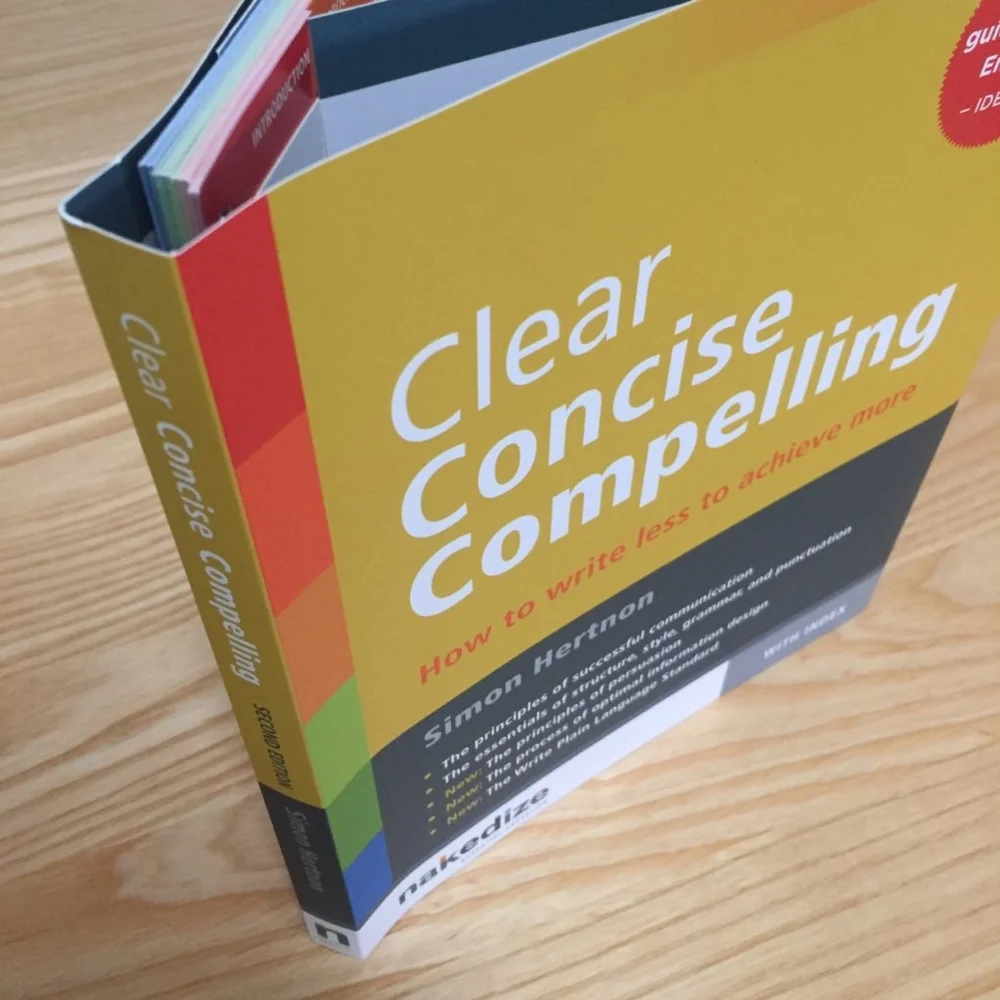 INTRODUCTION
Clear Concise Compelling
SECOND EDITION
Simon Hertnon
n
Clear
Concise
Compelling
How to write less to achieve more
Simon Hertnon
• The principles of successful communication
• The essentials of structure, style, grammar, and punctuation
• New: The principles of persuasion
• New: The process of optimal information design
• New: The Write Plain Language Standard
WITH INDEX
nakedize
– IDE